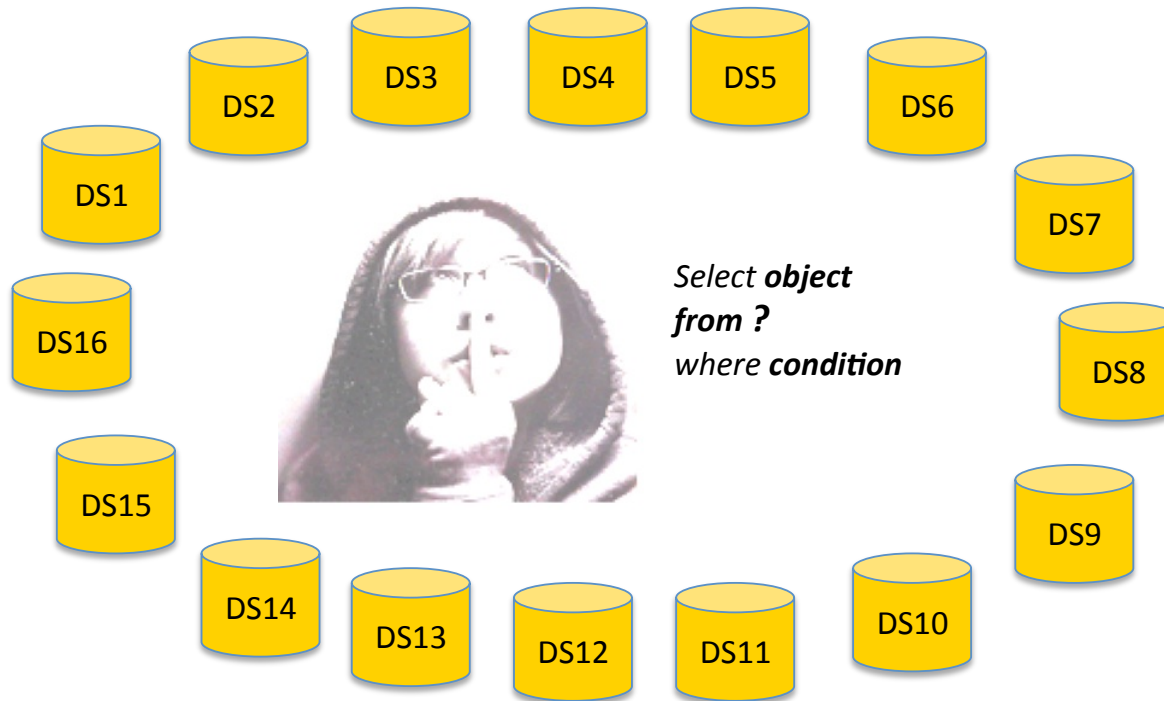 DS1
DS2
DS3
DS4
DS5
DS6
DS7
DS8
DS9
DS10
DS11
DS12
DS13
DS14
DS15
DS16
Select object
from ?
where condition